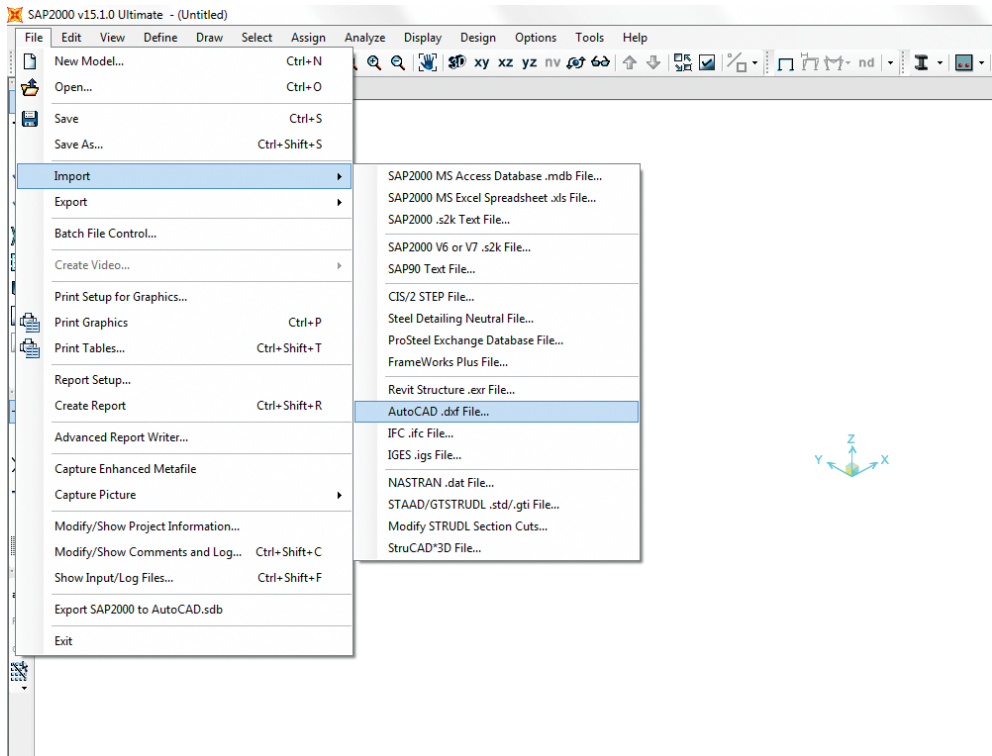 SAP2000 v15.1.0 Ultimate - (Untitled)
File Edit View Define Draw Select Assign Analyze Display Design Options Tools Help
xy xz yz nv nd
New Model... Ctrl+N
Open... Ctrl+O
Save Ctrl+S
Save As... Ctrl+Shift+S
Import
Export
Batch File Control...
Create Video...
Print Setup for Graphics...
Print Graphics Ctrl+P
Print Tables... Ctrl+Shift+T
Report Setup...
Create Report Ctrl+Shift+R
Advanced Report Writer...
Capture Enhanced Metafile
Capture Picture
Modify/Show Project Information...
Modify/Show Comments and Log... Ctrl+Shift+C
Show Input/Log Files... Ctrl+Shift+F
Export SAP2000 to AutoCAD.sdb
Exit
SAP2000 MS Access Database .mdb File...
SAP2000 MS Excel Spreadsheet .xls File...
SAP2000 .s2k Text File...
SAP2000 V6 or V7 .s2k File...
SAP90 Text File...
CIS/2 STEP File...
Steel Detailing Neutral File...
ProSteel Exchange Database File...
FrameWorks Plus File...
Revit Structure .exr File...
AutoCAD .dxf File...
IFC .ifc File...
IGES .igs File...
NASTRAN .dat File...
STAAD/GTSTRUDL .std/.gti File...
Modify STRUDL Section Cuts...
StruCAD*3D File...
Z
Y X